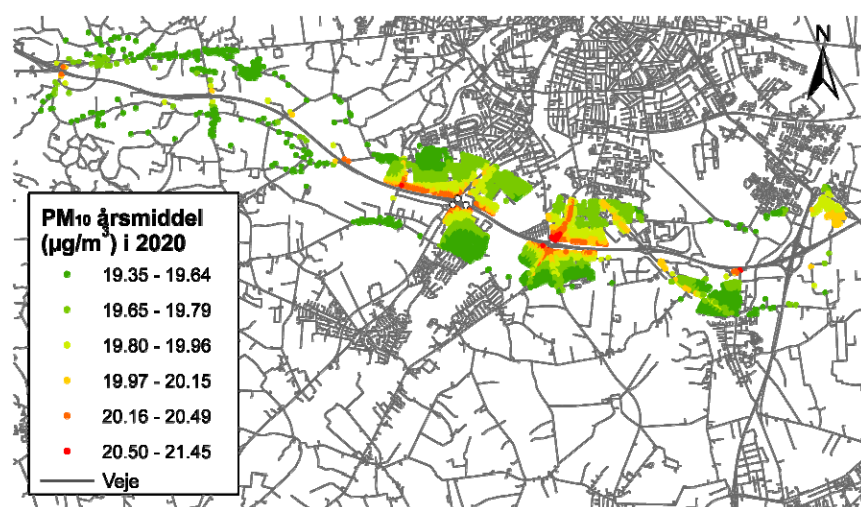 N
PM₁₀ årsmiddel
(µg/m³) i 2020
19.35 - 19.64
19.65 - 19.79
19.80 - 19.96
19.97 - 20.15
20.16 - 20.49
20.50 - 21.45
Veje